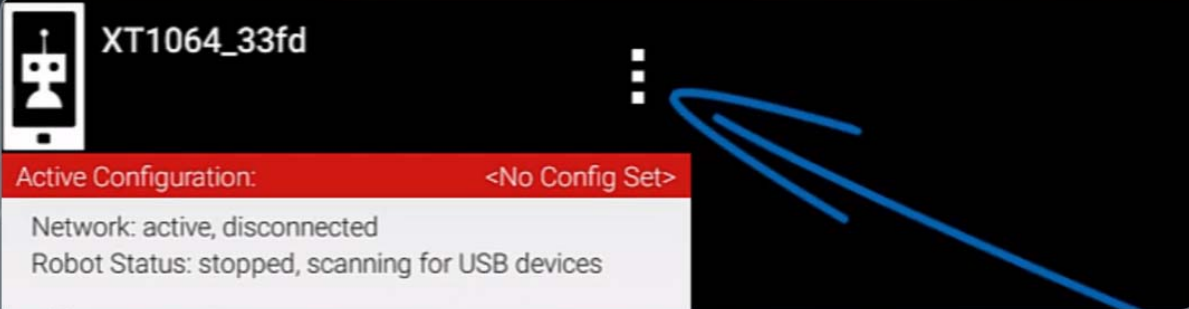 XT1064_33fd
Active Configuration: <No Config Set>
Network: active, disconnected
Robot Status: stopped, scanning for USB devices